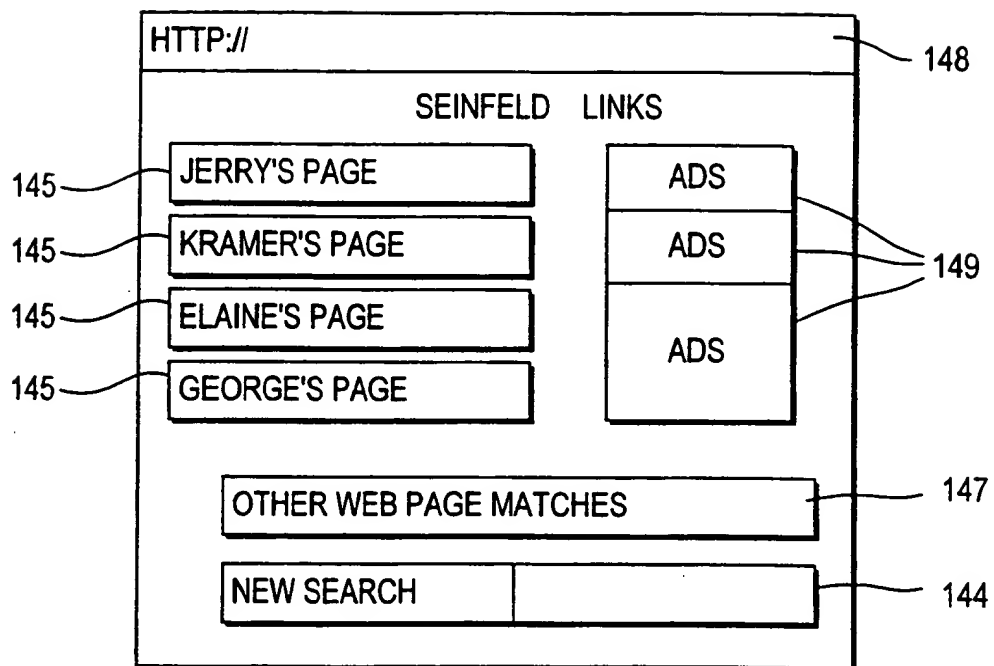 HTTP://
148
SEINFELD LINKS
145 JERRY'S PAGE
ADS
145 KRAMER'S PAGE
ADS
149
145 ELAINE'S PAGE
ADS
145 GEORGE'S PAGE
OTHER WEB PAGE MATCHES
147
NEW SEARCH
144